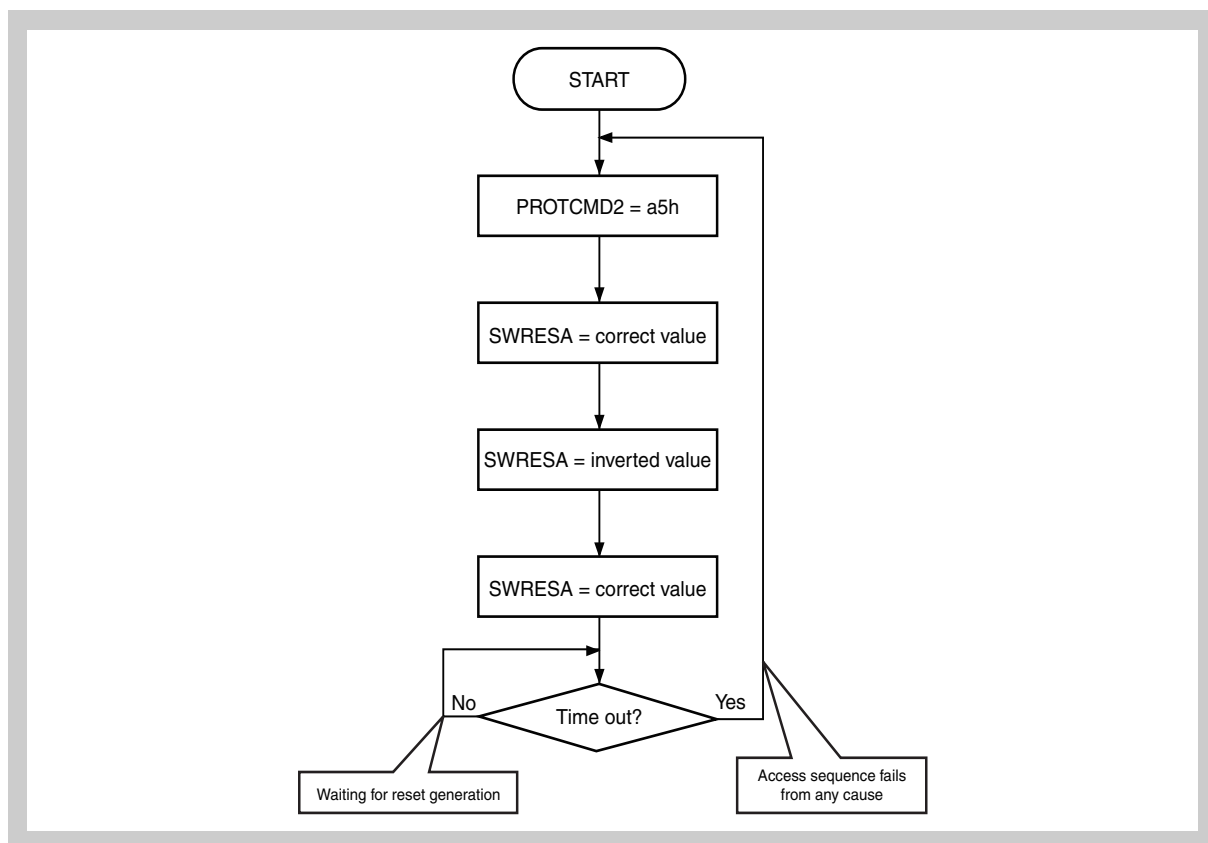 START
PROTCMD2 = a5h
SWRESA = correct value
SWRESA = inverted value
SWRESA = correct value
No
Yes
Time out?
Waiting for reset generation
Access sequence fails
from any cause